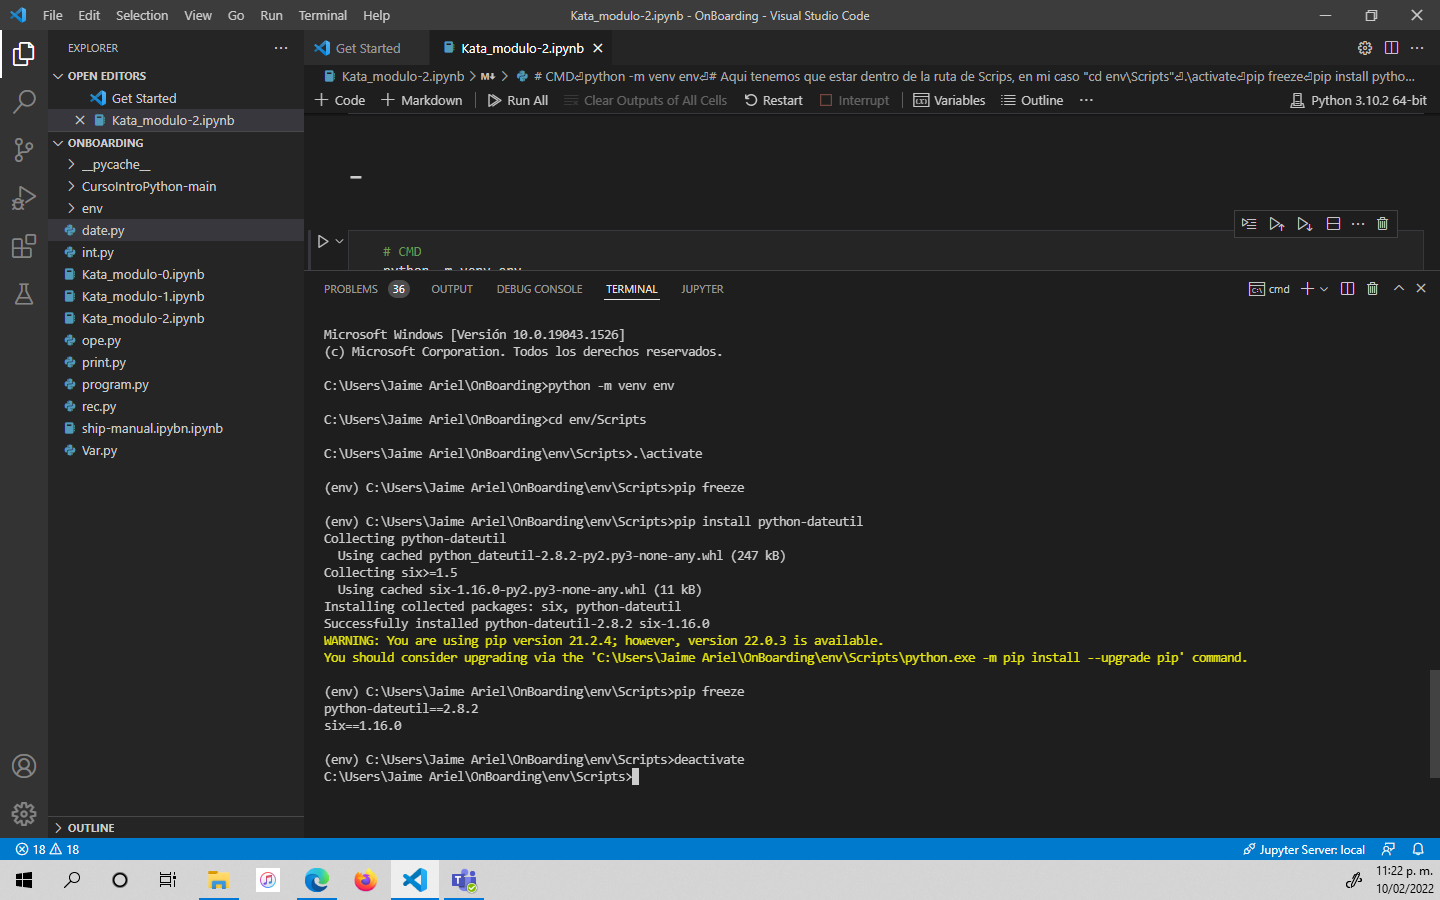 File Edit Selection View Go Run Terminal Help
Kata_modulo-2.ipynb - OnBoarding - Visual Studio Code
EXPLORER
OPEN EDITORS
Get Started
Kata_modulo-2.ipynb
ONBOARDING
__pycache__
CursoIntroPython-main
env
date.py
int.py
Kata_modulo-0.ipynb
Kata_modulo-1.ipynb
Kata_modulo-2.ipynb
ope.py
print.py
program.py
rec.py
ship-manual.ipybn.ipynb
Var.py
OUTLINE
Get Started
Kata_modulo-2.ipynb
Kata_modulo-2.ipynb > M↓ > # CMD⏎python -m venv env⏎# Aqui tenemos que estar dentro de la ruta de Scrips, en mi caso "cd env\Scripts"⏎.\activate⏎pip freeze⏎pip install pytho...
Code Markdown Run All Clear Outputs of All Cells Restart Interrupt Variables Outline ... Python 3.10.2 64-bit
# CMD
python -m venv env
PROBLEMS 36 OUTPUT DEBUG CONSOLE TERMINAL JUPYTER
cmd
Microsoft Windows [Versión 10.0.19043.1526]
(c) Microsoft Corporation. Todos los derechos reservados.
C:\Users\Jaime Ariel\OnBoarding>python -m venv env
C:\Users\Jaime Ariel\OnBoarding>cd env/Scripts
C:\Users\Jaime Ariel\OnBoarding\env\Scripts>.\activate
(env) C:\Users\Jaime Ariel\OnBoarding\env\Scripts>pip freeze
(env) C:\Users\Jaime Ariel\OnBoarding\env\Scripts>pip install python-dateutil
Collecting python-dateutil
  Using cached python_dateutil-2.8.2-py2.py3-none-any.whl (247 kB)
Collecting six>=1.5
  Using cached six-1.16.0-py2.py3-none-any.whl (11 kB)
Installing collected packages: six, python-dateutil
Successfully installed python-dateutil-2.8.2 six-1.16.0
WARNING: You are using pip version 21.2.4; however, version 22.0.3 is available.
You should consider upgrading via the 'C:\Users\Jaime Ariel\OnBoarding\env\Scripts\python.exe -m pip install --upgrade pip' command.
(env) C:\Users\Jaime Ariel\OnBoarding\env\Scripts>pip freeze
python-dateutil==2.8.2
six==1.16.0
(env) C:\Users\Jaime Ariel\OnBoarding\env\Scripts>deactivate
C:\Users\Jaime Ariel\OnBoarding\env\Scripts>
18 18
Jupyter Server: local
11:22 p. m.
10/02/2022